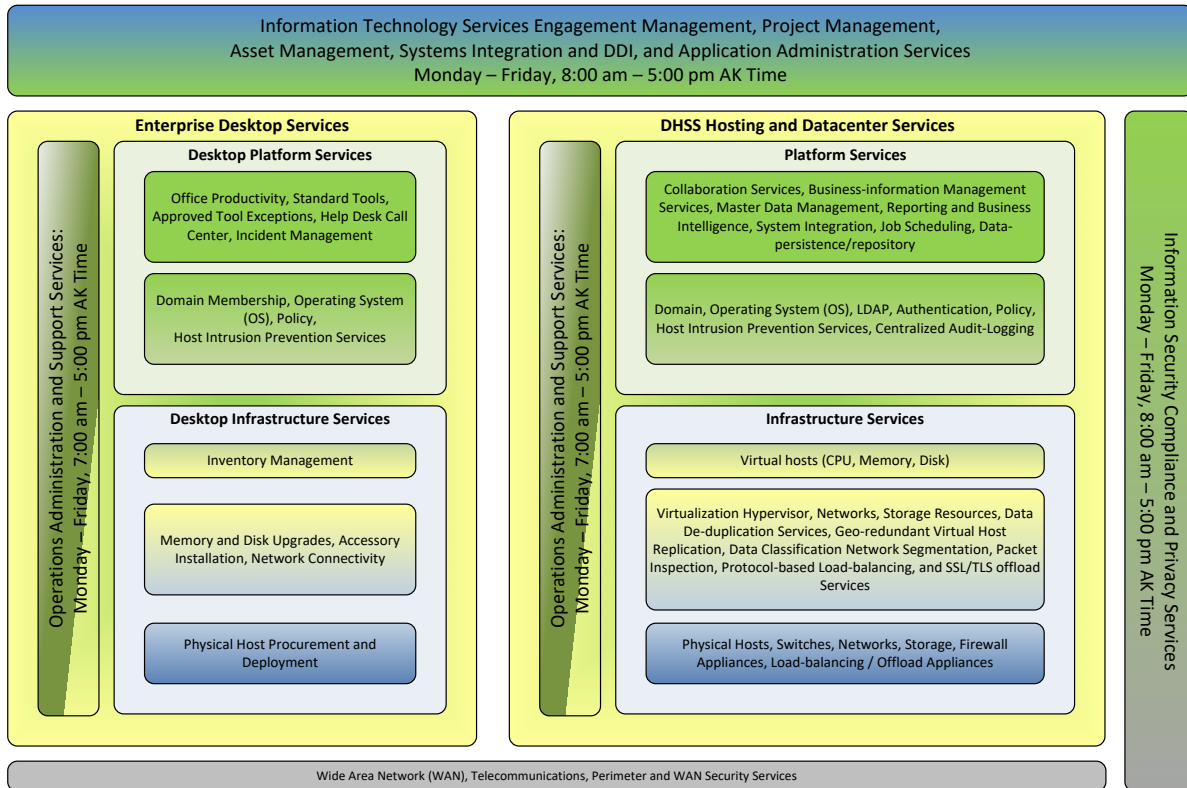 Information Technology Services Engagement Management, Project Management,
Asset Management, Systems Integration and DDI, and Application Administration Services
Monday – Friday, 8:00 am – 5:00 pm AK Time
Enterprise Desktop Services
Operations Administration and Support Services:
Monday – Friday, 7:00 am – 5:00 pm AK Time
Desktop Platform Services
Office Productivity, Standard Tools,
Approved Tool Exceptions, Help Desk Call
Center, Incident Management
Domain Membership, Operating System
(OS), Policy,
Host Intrusion Prevention Services
Desktop Infrastructure Services
Inventory Management
Memory and Disk Upgrades, Accessory
Installation, Network Connectivity
Physical Host Procurement and
Deployment
DHSS Hosting and Datacenter Services
Operations Administration and Support Services:
Monday – Friday, 7:00 am – 5:00 pm AK Time
Platform Services
Collaboration Services, Business-information Management
Services, Master Data Management, Reporting and Business
Intelligence, System Integration, Job Scheduling, Data-
persistence/repository
Domain, Operating System (OS), LDAP, Authentication, Policy,
Host Intrusion Prevention Services, Centralized Audit-Logging
Infrastructure Services
Virtual hosts (CPU, Memory, Disk)
Virtualization Hypervisor, Networks, Storage Resources, Data
De-duplication Services, Geo-redundant Virtual Host
Replication, Data Classification Network Segmentation, Packet
Inspection, Protocol-based Load-balancing, and SSL/TLS offload
Services
Physical Hosts, Switches, Networks, Storage, Firewall
Appliances, Load-balancing / Offload Appliances
Information Security Compliance and Privacy Services
Monday – Friday, 8:00 am – 5:00 pm AK Time
Wide Area Network (WAN), Telecommunications, Perimeter and WAN Security Services